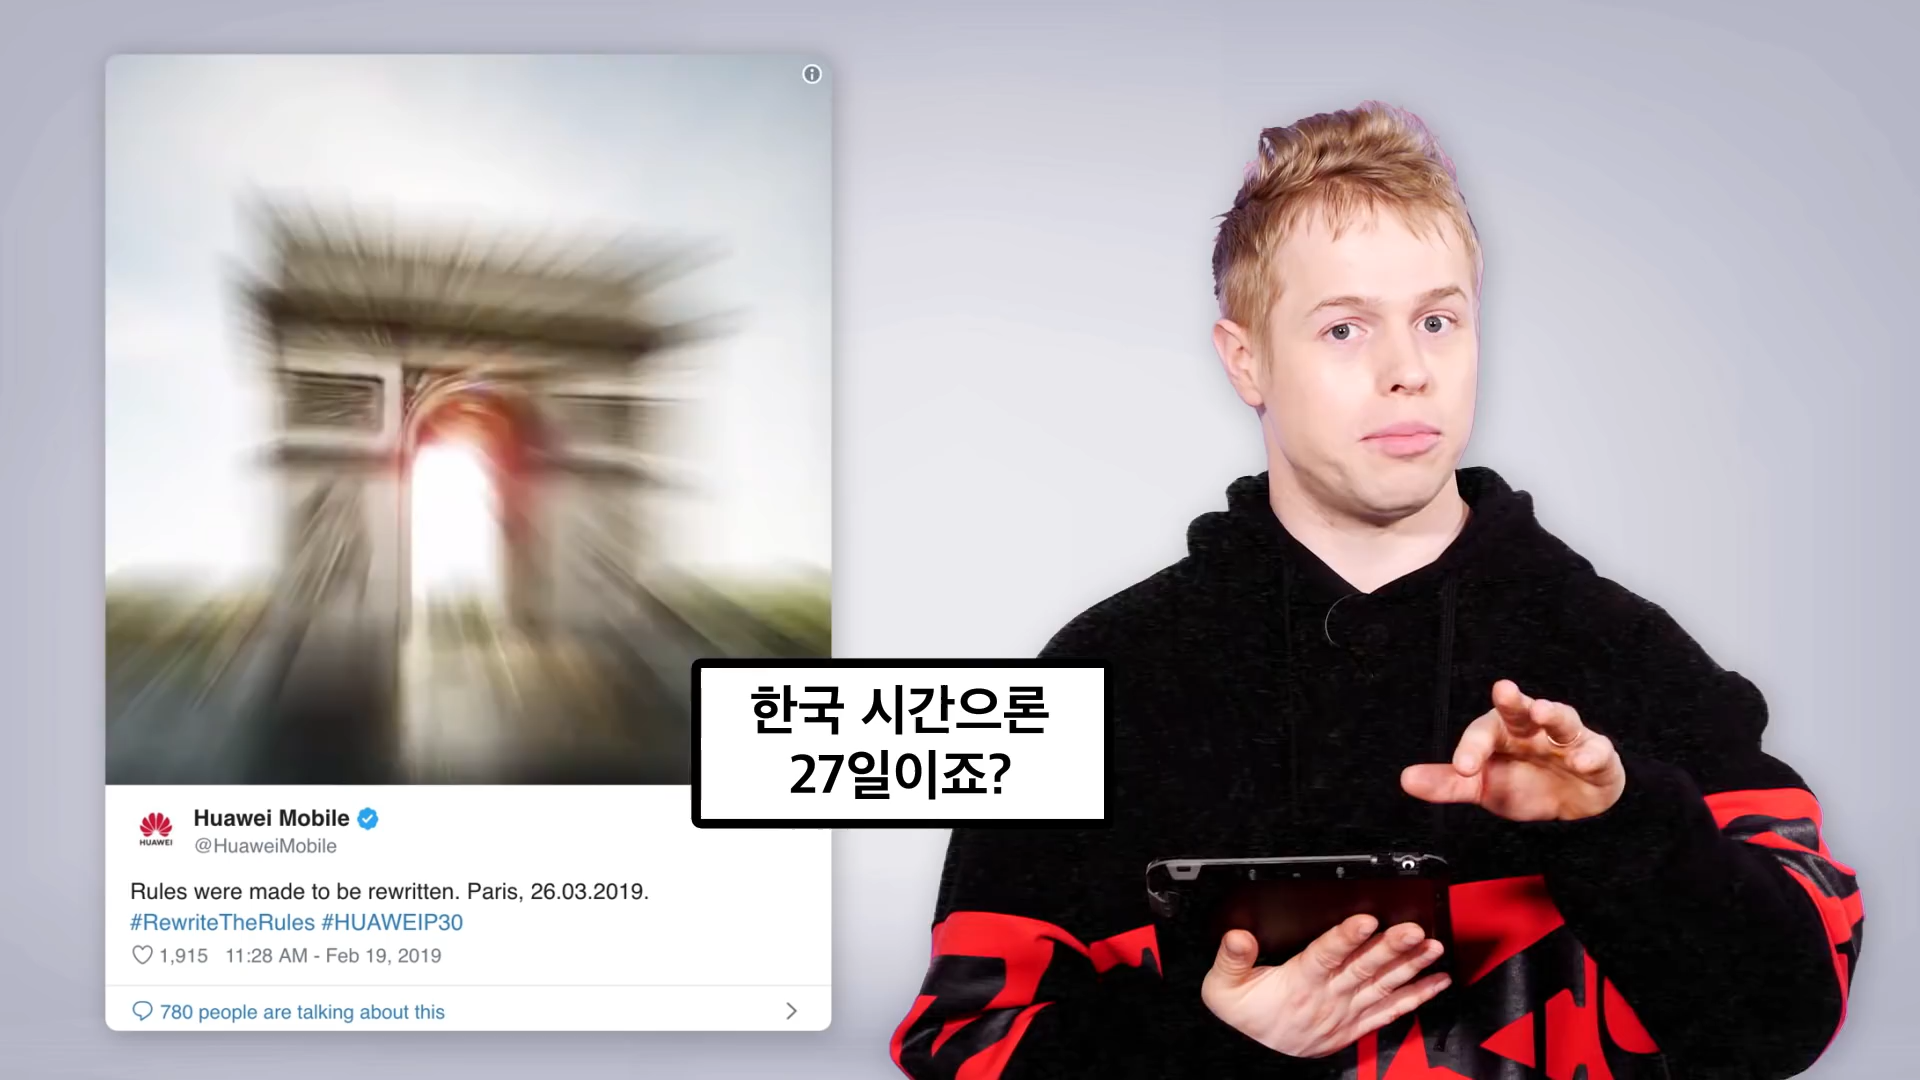 한국 시간으론
27일이죠?
HUAWEI
Huawei Mobile
@HuaweiMobile
Rules were made to be rewritten. Paris, 26.03.2019.
#RewriteTheRules #HUAWEIP30
1,915 11:28 AM - Feb 19, 2019
780 people are talking about this